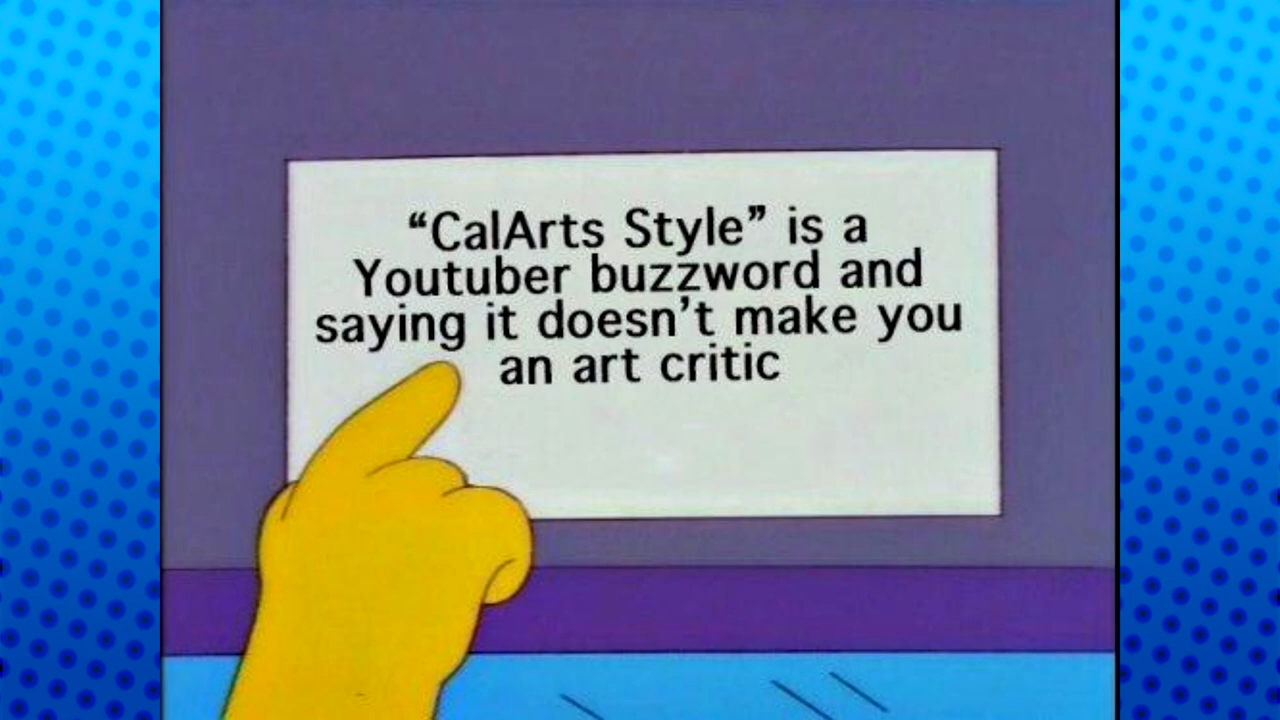 “CalArts Style” is a
Youtuber buzzword and
saying it doesn’t make you
an art critic